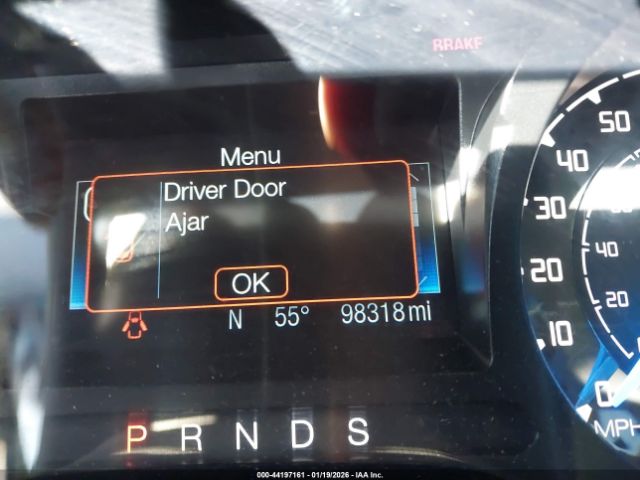 BRAKE
Menu
Driver Door
Ajar
OK
N 55° 98318 mi
P R N D S
50
40
30
20
10
0
MPH
40
20
000-44197161 - 01/19/2026 - IAA Inc.